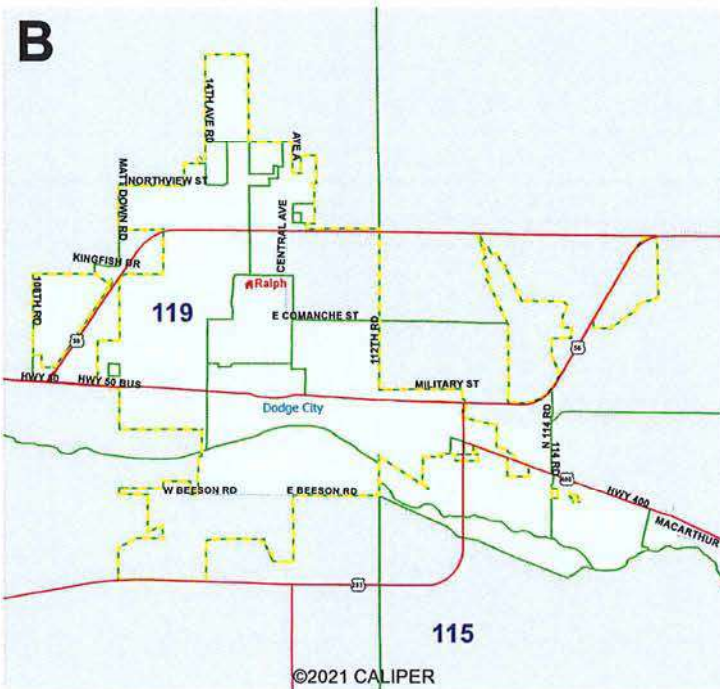 B
14TH AVE RD
AVE A
MATT DOWN RD
NORTHVIEW ST
CENTRAL AVE
KINGFISH DR
108TH RD
119
Ralph
E COMANCHE ST
112TH RD
50
56
HWY 50
HWY 50 BUS
MILITARY ST
Dodge City
N 114 RD
114 RD
400
W BEESON RD
E BEESON RD
HWY 400
MACARTHUR
283
115
©2021 CALIPER